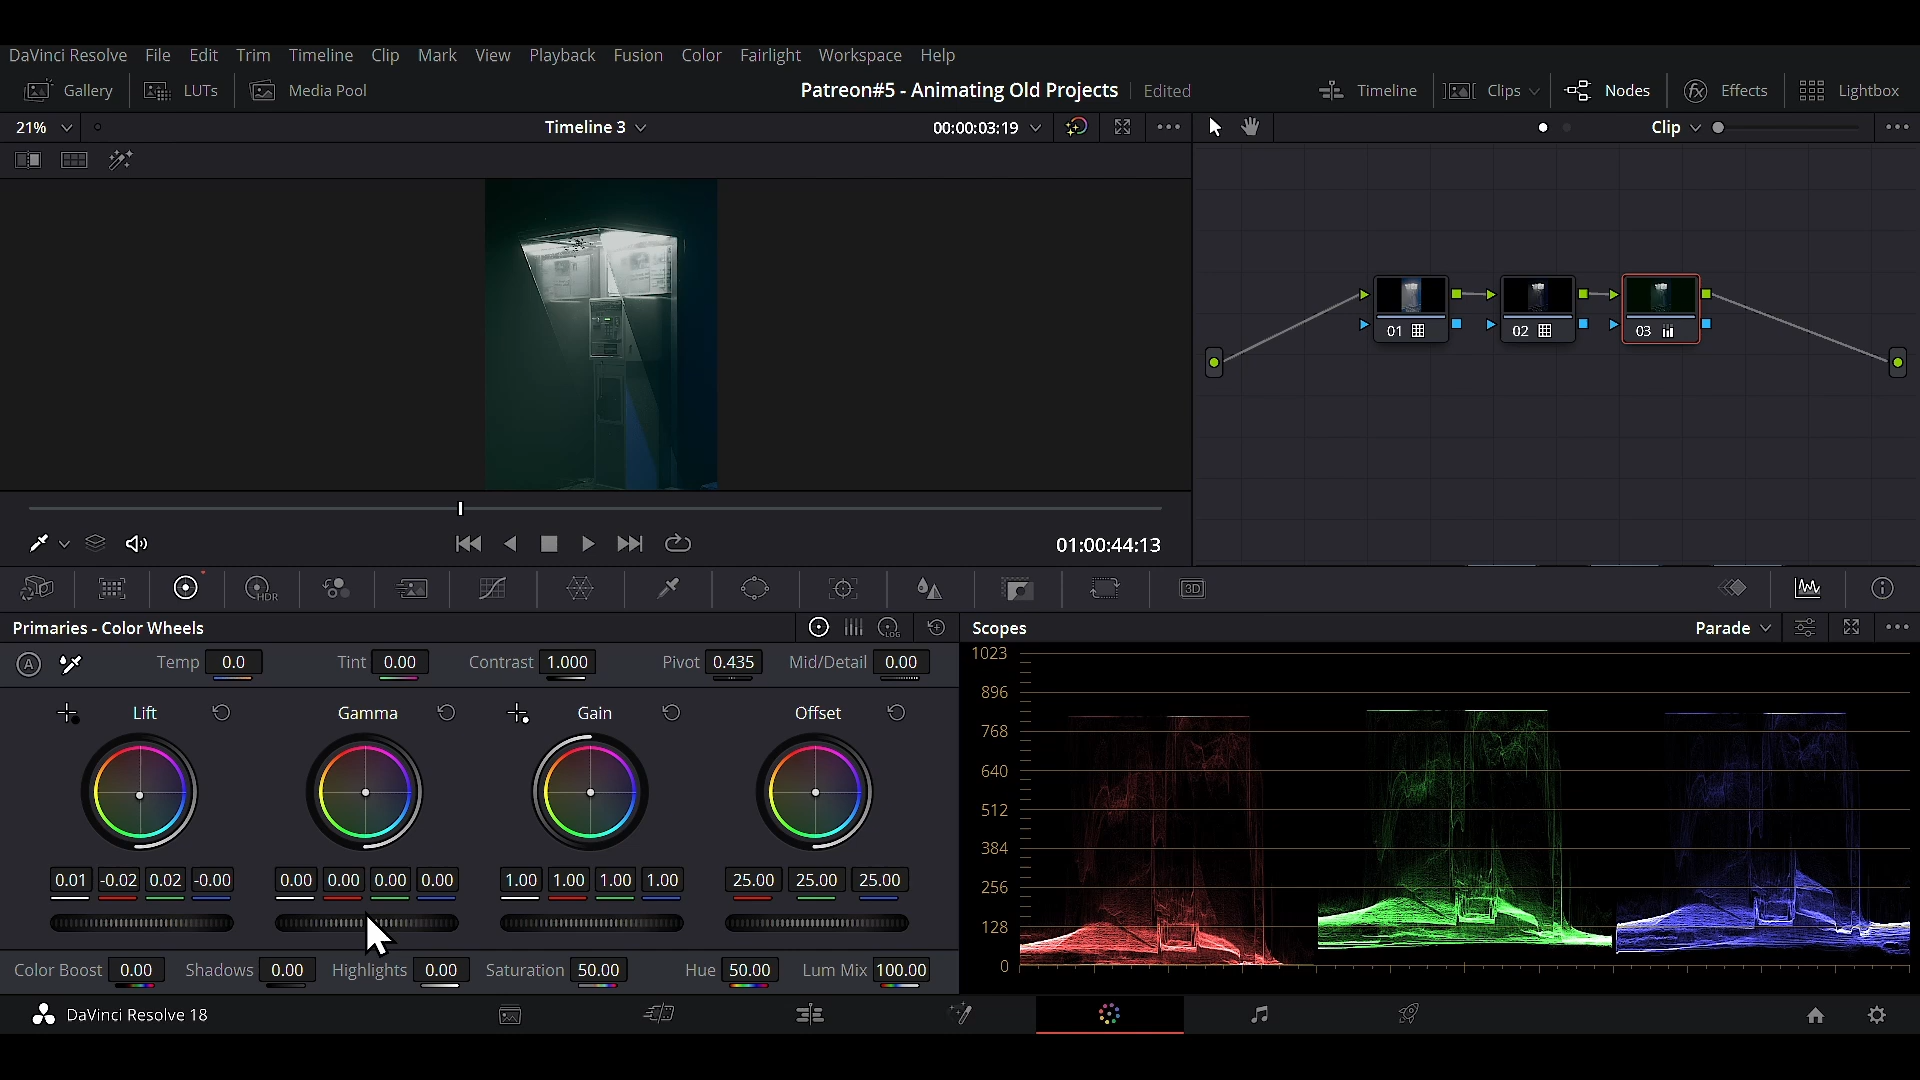 DaVinci Resolve File Edit Trim Timeline Clip Mark View Playback Fusion Color Fairlight Workspace Help
Gallery LUTs Media Pool Patreon#5 - Animating Old Projects Edited Timeline Clips Nodes fx Effects Lightbox
21% Timeline 3 00:00:03:19 Clip
01 02 03
01:00:44:13
HDR 3D
Primaries - Color Wheels LOG Scopes Parade
A Temp 0.0 Tint 0.00 Contrast 1.000 Pivot 0.435 Mid/Detail 0.00
Lift Gamma Gain Offset
0.01 -0.02 0.02 -0.00 0.00 0.00 0.00 0.00 1.00 1.00 1.00 1.00 25.00 25.00 25.00
Color Boost 0.00 Shadows 0.00 Highlights 0.00 Saturation 50.00 Hue 50.00 Lum Mix 100.00
1023
896
768
640
512
384
256
128
0
DaVinci Resolve 18